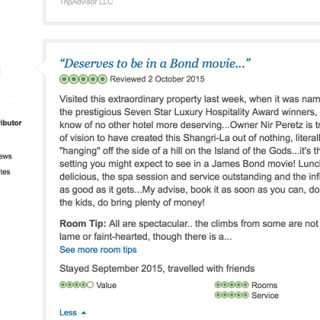 TripAdvisor LLC
“Deserves to be in a Bond movie...”
Reviewed 2 October 2015
Visited this extraordinary property last week, when it was nam
the prestigious Seven Star Luxury Hospitality Award winners,
know of no other hotel more deserving...Owner Nir Peretz is tr
of vision to have created this Shangri-La out of nothing, literall
"hanging" off the side of a hill on the Island of the Gods...it's th
setting you might expect to see in a James Bond movie! Lunc
delicious, the spa session and service outstanding and the infi
as good as it gets...My advise, book it as soon as you can, do
the kids, do bring plenty of money!
ributor
ews
tes
Room Tip: All are spectacular.. the climbs from some are not
lame or faint-hearted, though there is a...
See more room tips
Stayed September 2015, travelled with friends
Value
Rooms
Service
Less